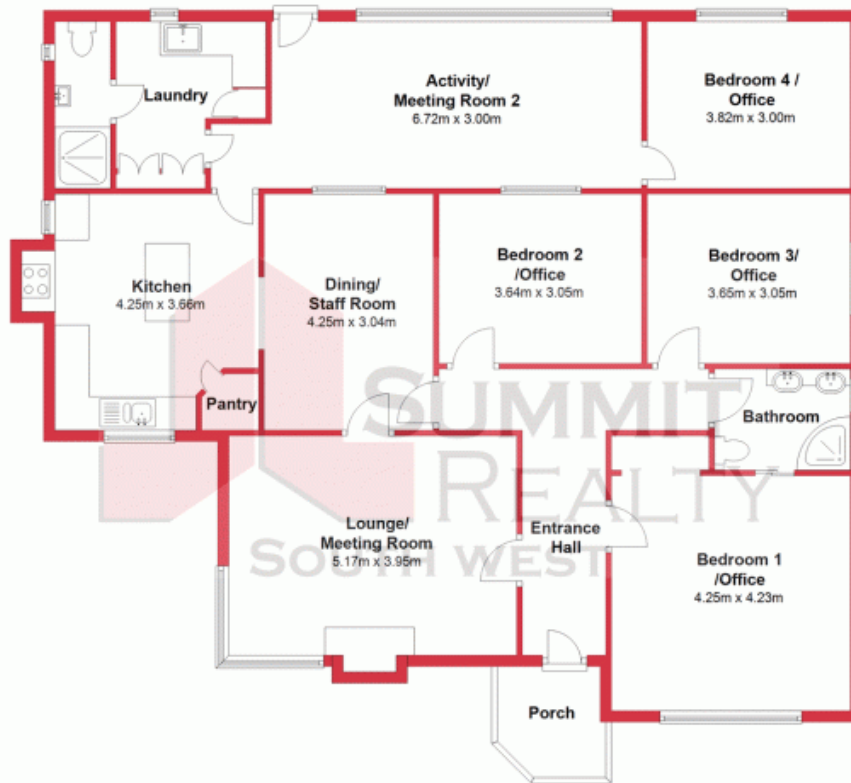 Laundry
Activity/
Meeting Room 2
6.72m x 3.00m
Bedroom 4 /
Office
3.82m x 3.00m
Kitchen
4.25m x 3.66m
Dining/
Staff Room
4.25m x 3.04m
Bedroom 2
/Office
3.64m x 3.05m
Bedroom 3/
Office
3.65m x 3.05m
Pantry
Bathroom
SUMMIT
REALTY
SOUTH WEST
Lounge/
Meeting Room
5.17m x 3.95m
Entrance
Hall
Bedroom 1
/Office
4.25m x 4.23m
Porch